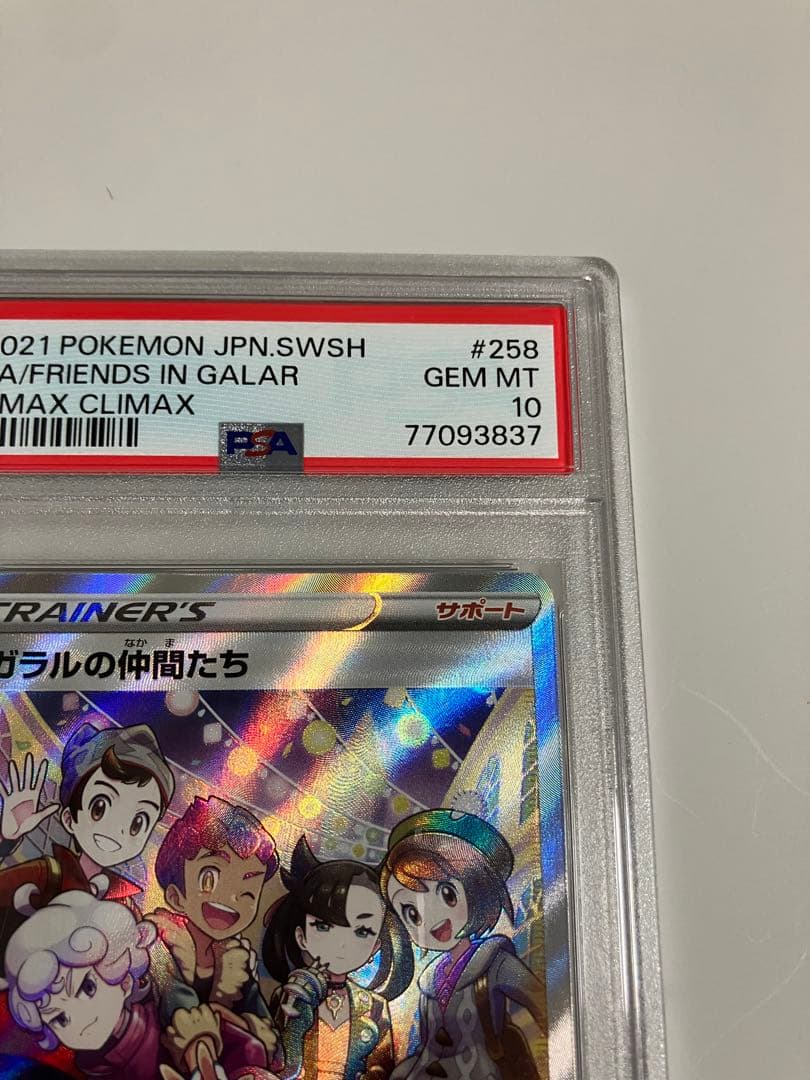 021 POKEMON JPN.SWSH #258
A/FRIENDS IN GALAR GEM MT
MAX CLIMAX 10
PSA 77093837
TRAINER'S サポート
なかま
ガラルの仲間たち